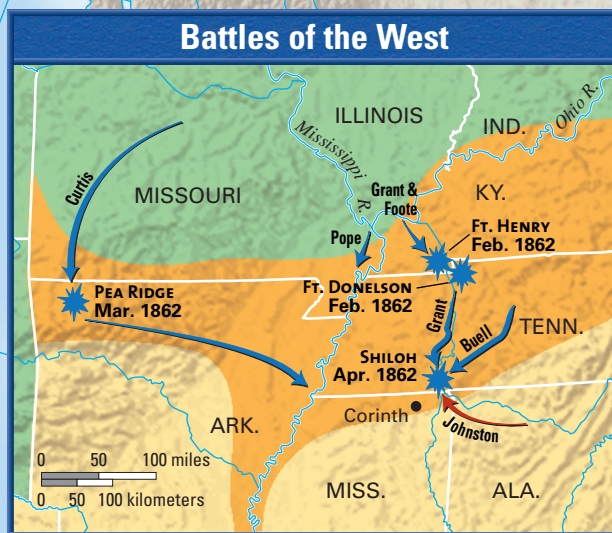 Battles of the West
ILLINOIS
IND.
Ohio R.
Mississippi R.
MISSOURI
KY.
Curtis
Grant &
Foote
Pope
FT. HENRY
Feb. 1862
PEA RIDGE
Mar. 1862
FT. DONELSON
Feb. 1862
Grant
Buell
TENN.
SHILOH
Apr. 1862
Corinth
Johnston
ARK.
0 50 100 miles
0 50 100 kilometers
MISS.
ALA.